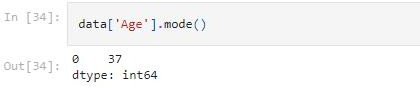 In [34]: data['Age'].mode()
Out[34]: 0    37
dtype: int64